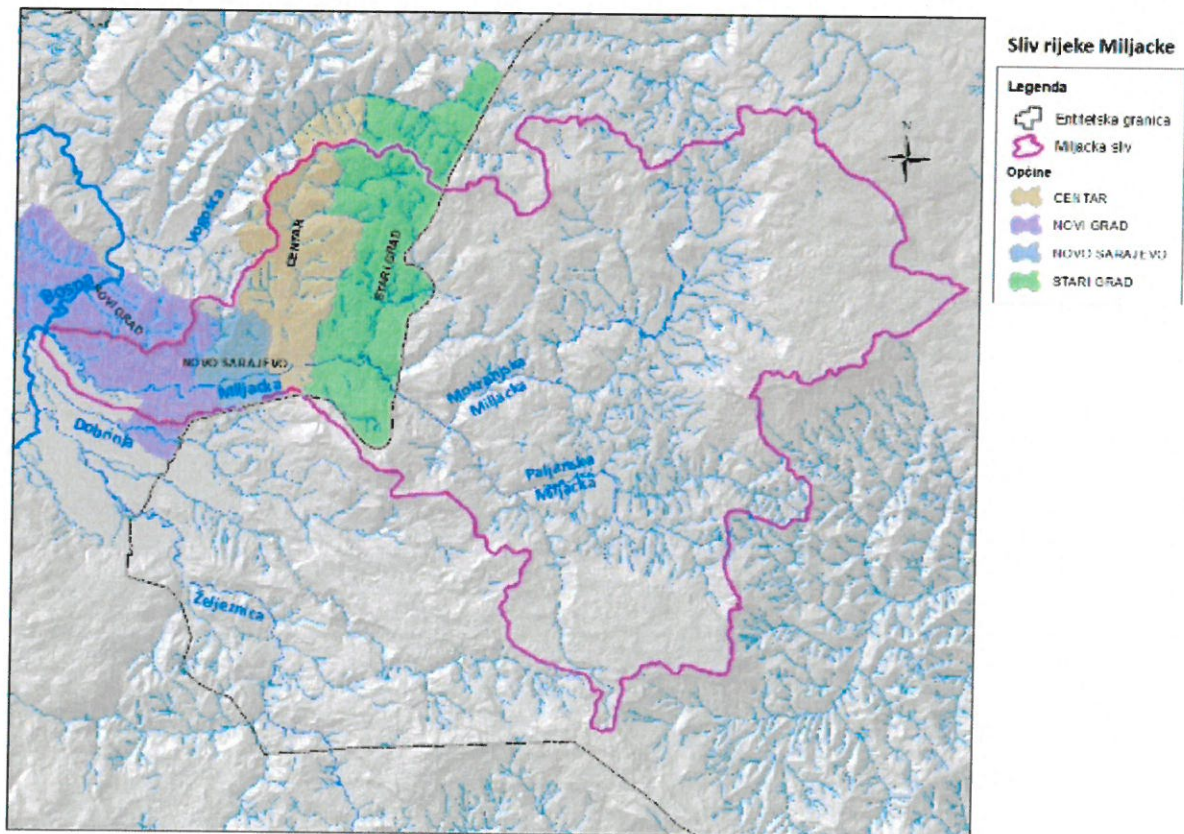 Sliv rijeke Miljacke
Legenda
Entitetska granica
Miljacka sliv
Općine
CENTAR
NOVI GRAD
NOVO SARAJEVO
STARI GRAD
N
Vogošća
CENTAR
STARI GRAD
Bosna
NOVI GRAD
NOVO SARAJEVO
Miljacka
Mokranjska
Miljacka
Dobrinja
Paljanska
Miljacka
Željeznica